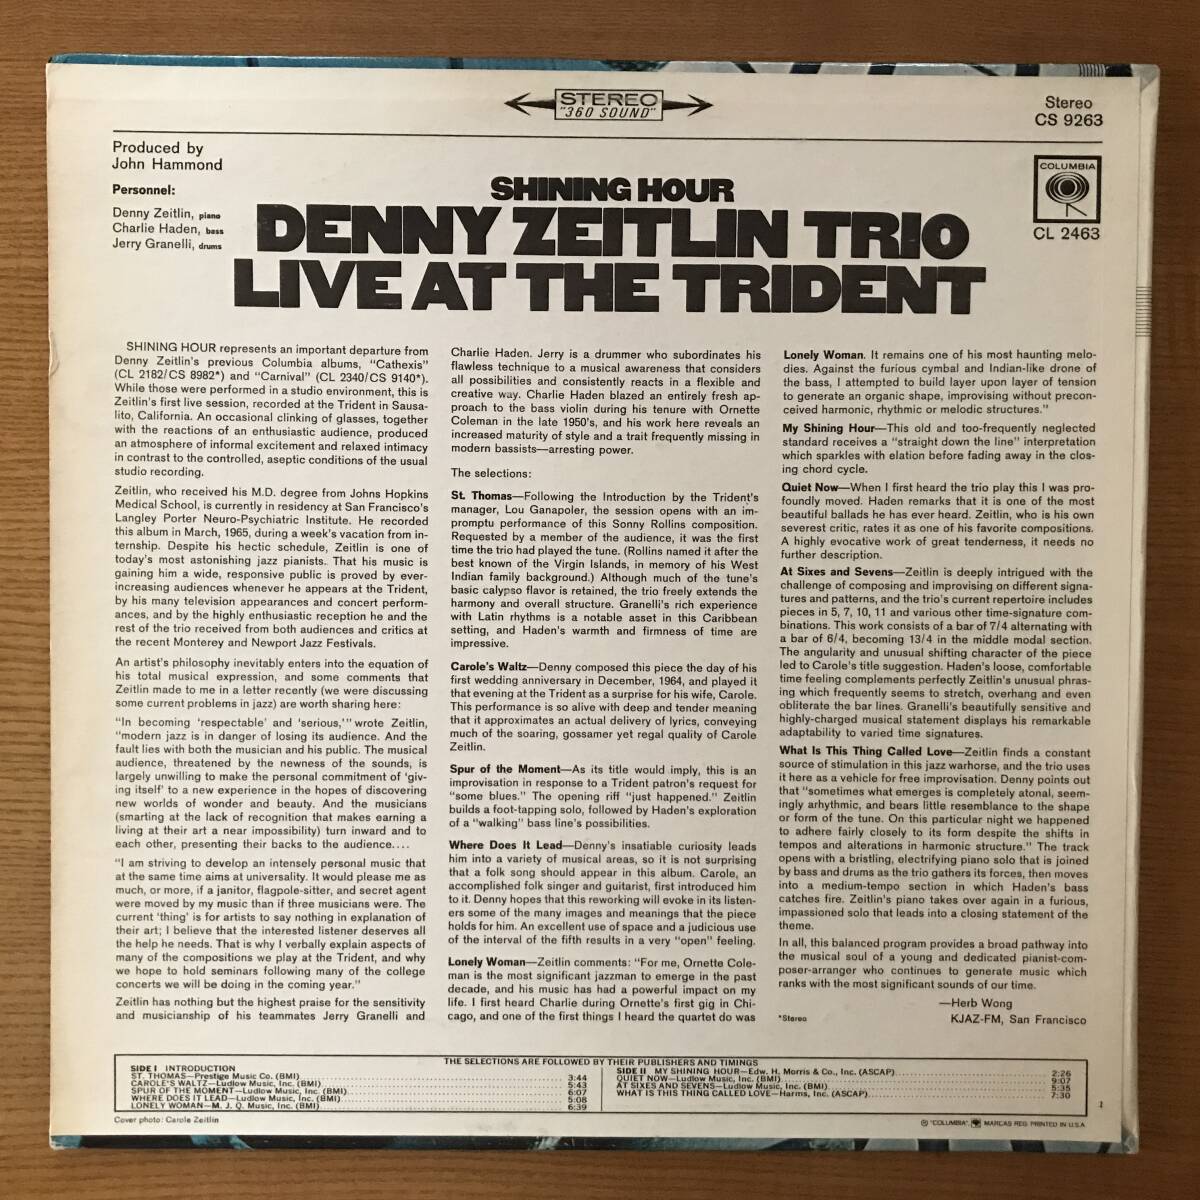 STEREO
"360 SOUND"
Stereo
CS 9263
COLUMBIA
CL 2463
Produced by
John Hammond
Personnel:
Denny Zeitlin, piano
Charlie Haden, bass
Jerry Granelli, drums
SHINING HOUR
DENNY ZEITLIN TRIO
LIVE AT THE TRIDENT
SHINING HOUR represents an important departure from
Denny Zeitlin's previous Columbia albums, "Cathexis"
(CL 2182/CS 8982*) and "Carnival" (CL 2340/CS 9140*).
While those were performed in a studio environment, this is
Zeitlin's first live session, recorded at the Trident in Sausa-
lito, California. An occasional clinking of glasses, together
with the reactions of an enthusiastic audience, produced
an atmosphere of informal excitement and relaxed intimacy
in contrast to the controlled, aseptic conditions of the usual
studio recording.
Zeitlin, who received his M.D. degree from Johns Hopkins
Medical School, is currently in residency at San Francisco's
Langley Porter Neuro-Psychiatric Institute. He recorded
this album in March, 1965, during a week's vacation from in-
ternship. Despite his hectic schedule, Zeitlin is one of
today's most astonishing jazz pianists. That his music is
gaining him a wide, responsive public is proved by ever-
increasing audiences whenever he appears at the Trident,
by his many television appearances and concert perform-
ances, and by the highly enthusiastic reception he and the
rest of the trio received from both audiences and critics at
the recent Monterey and Newport Jazz Festivals.
An artist's philosophy inevitably enters into the equation of
his total musical expression, and some comments that
Zeitlin made to me in a letter recently (we were discussing
some current problems in jazz) are worth sharing here:
"In becoming 'respectable' and 'serious,'" wrote Zeitlin,
"modern jazz is in danger of losing its audience. And the
fault lies with both the musician and his public. The musical
audience, threatened by the newness of the sounds, is
largely unwilling to make the personal commitment of 'giv-
ing itself' to a new experience in the hopes of discovering
new worlds of wonder and beauty. And the musicians
(smarting at the lack of recognition that makes earning a
living at their art a near impossibility) turn inward and to
each other, presenting their backs to the audience....
"I am striving to develop an intensely personal music that
at the same time aims at universality. It would please me as
much, or more, if a janitor, flagpole-sitter, and secret agent
were moved by my music than if three musicians were. The
current 'thing' is for artists to say nothing in explanation of
their art; I believe that the interested listener deserves all
the help he needs. That is why I verbally explain aspects of
many of the compositions we play at the Trident, and why
we hope to hold seminars following many of the college
concerts we will be doing in the coming year."
Zeitlin has nothing but the highest praise for the sensitivity
and musicianship of his teammates Jerry Granelli and
Charlie Haden. Jerry is a drummer who subordinates his
flawless technique to a musical awareness that considers
all possibilities and consistently reacts in a flexible and
creative way. Charlie Haden blazed an entirely fresh ap-
proach to the bass violin during his tenure with Ornette
Coleman in the late 1950's, and his work here reveals an
increased maturity of style and a trait frequently missing in
modern bassists—arresting power.
The selections:
St. Thomas—Following the Introduction by the Trident's
manager, Lou Ganapoler, the session opens with an im-
promptu performance of this Sonny Rollins composition.
Requested by a member of the audience, it was the first
time the trio had played the tune. (Rollins named it after the
best known of the Virgin Islands, in memory of his West
Indian family background.) Although much of the tune's
basic calypso flavor is retained, the trio freely extends the
harmony and overall structure. Granelli's rich experience
with Latin rhythms is a notable asset in this Caribbean
setting, and Haden's warmth and firmness of time are
impressive.
Carole's Waltz—Denny composed this piece the day of his
first wedding anniversary in December, 1964, and played it
that evening at the Trident as a surprise for his wife, Carole.
This performance is so alive with deep and tender meaning
that it approximates an actual delivery of lyrics, conveying
much of the soaring, gossamer yet regal quality of Carole
Zeitlin.
Spur of the Moment—As its title would imply, this is an
improvisation in response to a Trident patron's request for
"some blues." The opening riff "just happened." Zeitlin
builds a foot-tapping solo, followed by Haden's exploration
of a "walking" bass line's possibilities.
Where Does It Lead—Denny's insatiable curiosity leads
him into a variety of musical areas, so it is not surprising
that a folk song should appear in this album. Carole, an
accomplished folk singer and guitarist, first introduced him
to it. Denny hopes that this reworking will evoke in its listen-
ers some of the many images and meanings that the piece
holds for him. An excellent use of space and a judicious use
of the interval of the fifth results in a very "open" feeling.
Lonely Woman—Zeitlin comments: "For me, Ornette Cole-
man is the most significant jazzman to emerge in the past
decade, and his music has had a powerful impact on my
life. I first heard Charlie during Ornette's first gig in Chi-
cago, and one of the first things I heard the quartet do was
Lonely Woman. It remains one of his most haunting melo-
dies. Against the furious cymbal and Indian-like drone of
the bass, I attempted to build layer upon layer of tension
to generate an organic shape, improvising without precon-
ceived harmonic, rhythmic or melodic structures."
My Shining Hour—This old and too-frequently neglected
standard receives a "straight down the line" interpretation
which sparkles with elation before fading away in the clos-
ing chord cycle.
Quiet Now—When I first heard the trio play this I was pro-
foundly moved. Haden remarks that it is one of the most
beautiful ballads he has ever heard. Zeitlin, who is his own
severest critic, rates it as one of his favorite compositions.
A highly evocative work of great tenderness, it needs no
further description.
At Sixes and Sevens—Zeitlin is deeply intrigued with the
challenge of composing and improvising on different signa-
tures and patterns, and the trio's current repertoire includes
pieces in 5, 7, 10, 11 and various other time-signature com-
binations. This work consists of a bar of 7/4 alternating with
a bar of 6/4, becoming 13/4 in the middle modal section.
The angularity and unusual shifting character of the piece
led to Carole's title suggestion. Haden's loose, comfortable
time feeling complements perfectly Zeitlin's unusual phras-
ing which frequently seems to stretch, overhang and even
obliterate the bar lines. Granelli's beautifully sensitive and
highly-charged musical statement displays his remarkable
adaptability to varied time signatures.
What Is This Thing Called Love—Zeitlin finds a constant
source of stimulation in this jazz warhorse, and the trio uses
it here as a vehicle for free improvisation. Denny points out
that "sometimes what emerges is completely atonal, seem-
ingly arhythmic, and bears little resemblance to the shape
or form of the tune. On this particular night we happened
to adhere fairly closely to its form despite the shifts in
tempos and alterations in harmonic structure." The track
opens with a bristling, electrifying piano solo that is joined
by bass and drums as the trio gathers its forces, then moves
into a medium-tempo section in which Haden's bass
catches fire. Zeitlin's piano takes over again in a furious,
impassioned solo that leads into a closing statement of the
theme.
In all, this balanced program provides a broad pathway into
the musical soul of a young and dedicated pianist-com-
poser-arranger who continues to generate music which
ranks with the most significant sounds of our time.
—Herb Wong
*Stereo KJAZ-FM, San Francisco
THE SELECTIONS ARE FOLLOWED BY THEIR PUBLISHERS AND TIMINGS
SIDE I INTRODUCTION
ST. THOMAS—Prestige Music Co. (BMI) 3:44
CAROLE'S WALTZ—Ludlow Music, Inc. (BMI) 5:43
SPUR OF THE MOMENT—Ludlow Music, Inc. (BMI) 6:07
WHERE DOES IT LEAD—Ludlow Music, Inc. (BMI) 5:08
LONELY WOMAN—M. J. Q. Music, Inc. (BMI) 6:39
SIDE II MY SHINING HOUR—Edw. H. Morris & Co., Inc. (ASCAP) 2:26
QUIET NOW—Ludlow Music, Inc. (BMI) 9:07
AT SIXES AND SEVENS—Ludlow Music, Inc. (BMI) 5:35
WHAT IS THIS THING CALLED LOVE—Harms, Inc. (ASCAP) 7:30
1
Cover photo: Carole Zeitlin
℗ "COLUMBIA", MARCAS REG. PRINTED IN U.S.A.